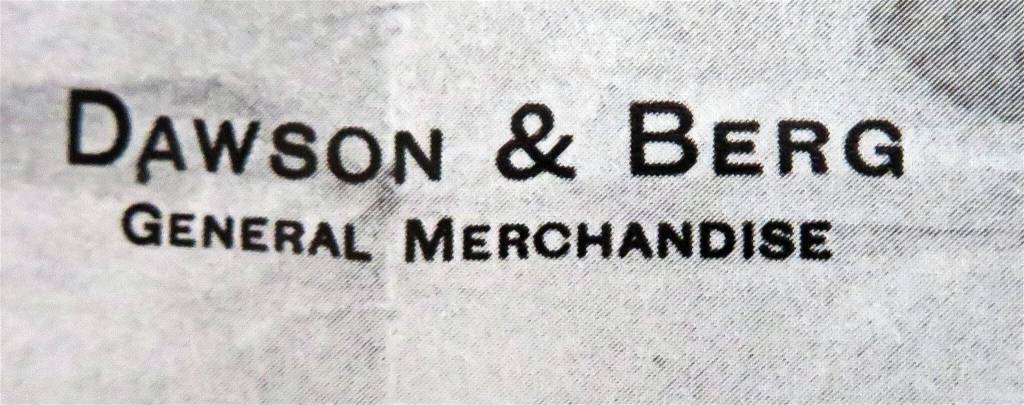 DAWSON & BERG
GENERAL MERCHANDISE